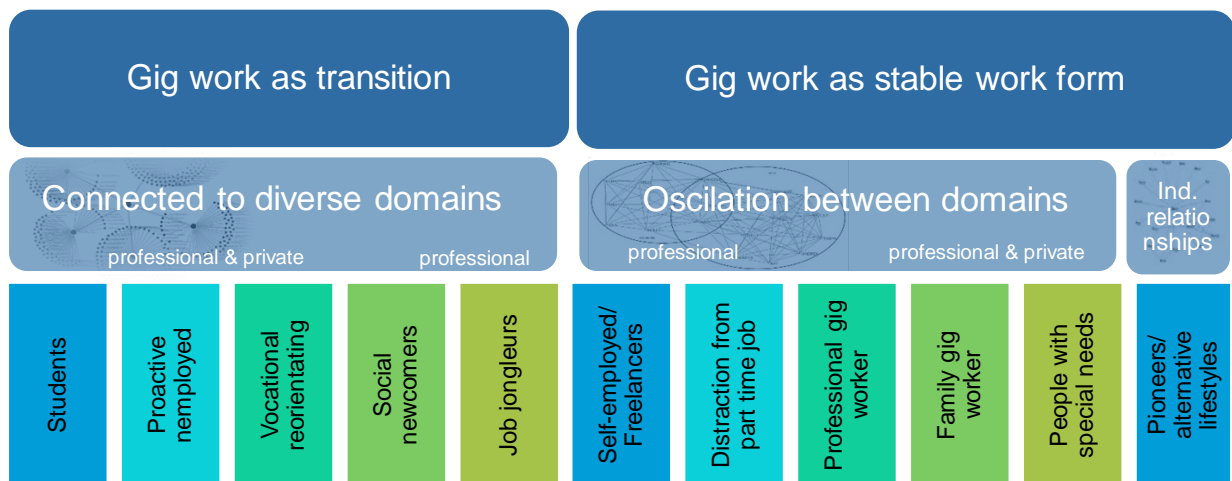 Gig work as transition
Gig work as stable work form
Connected to diverse domains
professional & private
professional
Oscilation between domains
professional
professional & private
Ind.
relatio
nships
Students
Proactive
nemployed
Vocational
reorientating
Social
newcomers
Job jongleurs
Self-employed/
Freelancers
Distraction from
part time job
Professional gig
worker
Family gig
worker
People with
special needs
Pioneers/
alternative
lifestyles